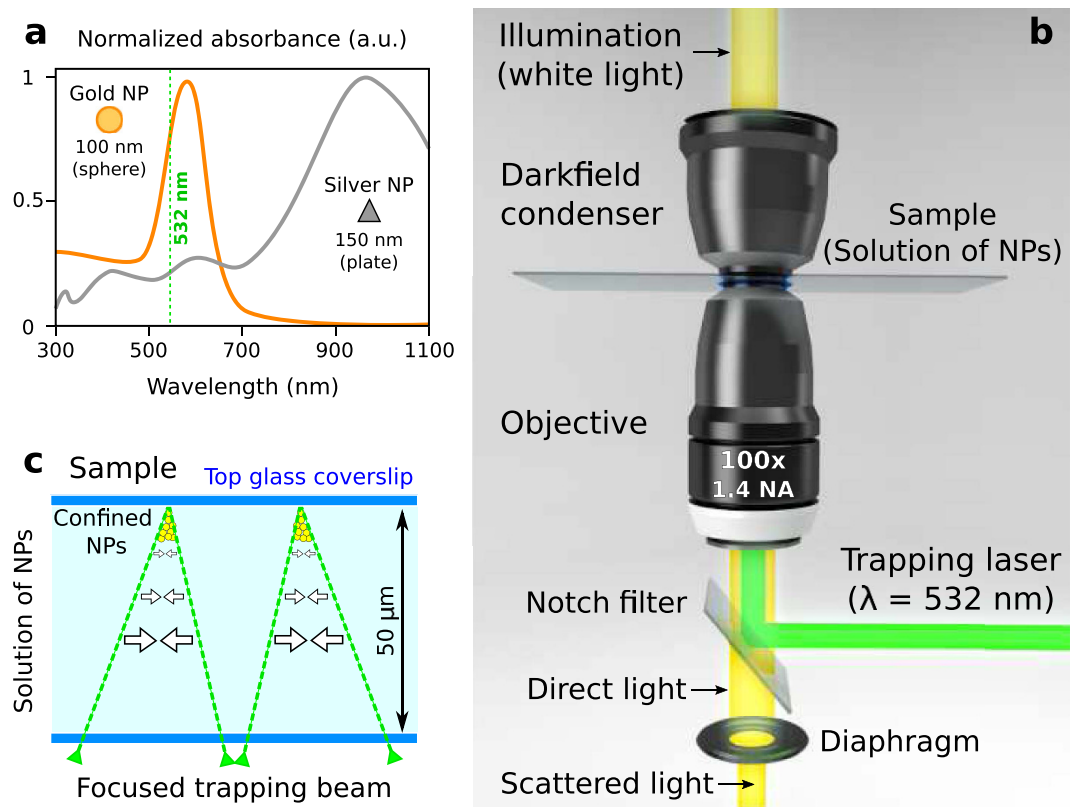 a
Normalized absorbance (a.u.)
1
0.5
0
Gold NP
100 nm
(sphere)
532 nm
Silver NP
150 nm
(plate)
300
500
700
900
1100
Wavelength (nm)
b
Illumination
(white light)
Darkfield
condenser
Sample
(Solution of NPs)
Objective
100x
1.4 NA
Trapping laser
(λ = 532 nm)
Notch filter
Direct light
Diaphragm
Scattered light
c
Sample
Top glass coverslip
Confined
NPs
Solution of NPs
50 µm
Focused trapping beam